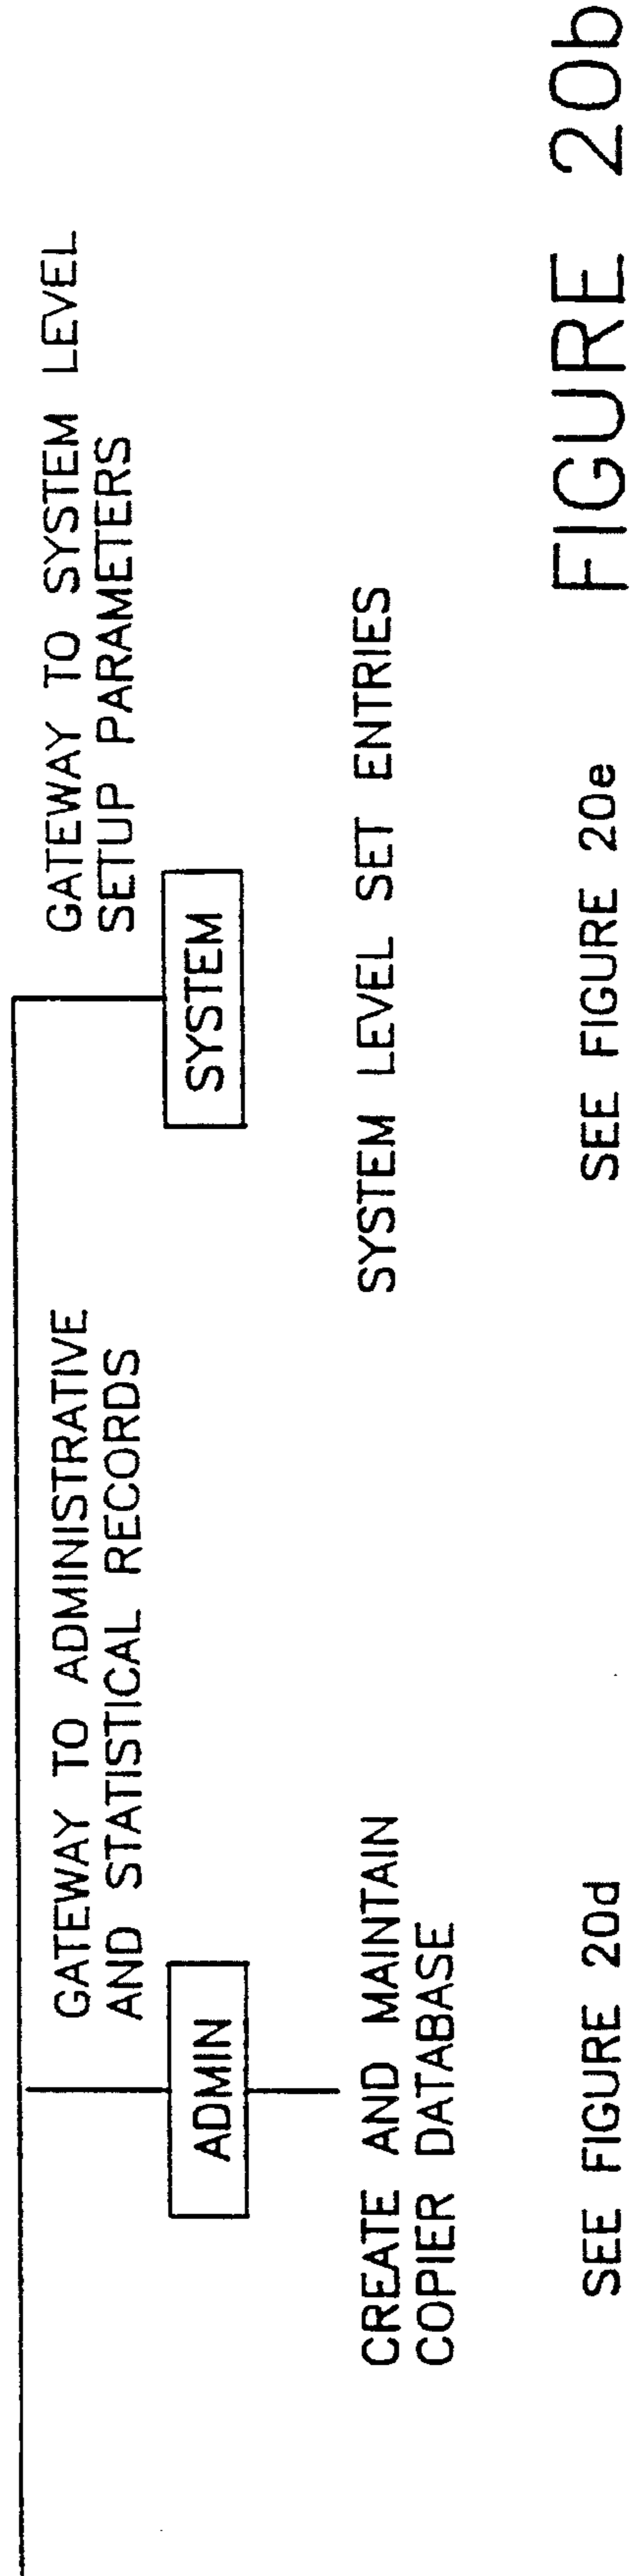 GATEWAY TO ADMINISTRATIVE
AND STATISTICAL RECORDS
ADMIN
CREATE AND MAINTAIN
COPIER DATABASE
SEE FIGURE 20d
GATEWAY TO SYSTEM LEVEL
SETUP PARAMETERS
SYSTEM
SYSTEM LEVEL SET ENTRIES
SEE FIGURE 20e
FIGURE 20b